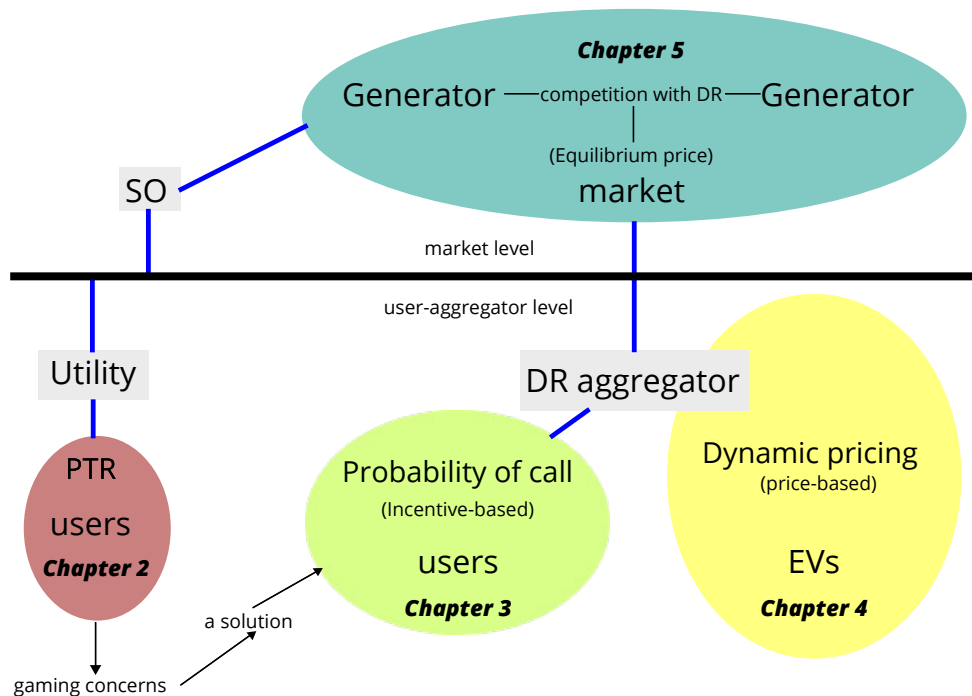 Chapter 5
Generator competition with DR Generator
(Equilibrium price)
market
SO
market level
user-aggregator level
Utility
DR aggregator
PTR
users
Chapter 2
Probability of call
(Incentive-based)
users
Chapter 3
Dynamic pricing
(price-based)
EVs
Chapter 4
a solution
gaming concerns